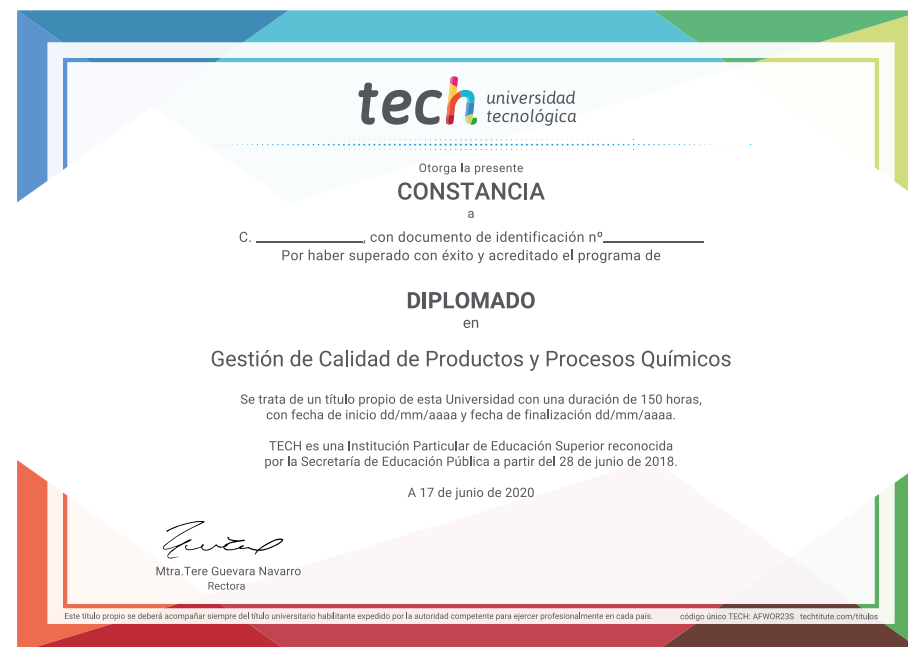 tech universidad
tecnológica
Otorga la presente
CONSTANCIA
a
C. ______________, con documento de identificación nº_____________
Por haber superado con éxito y acreditado el programa de
DIPLOMADO
en
Gestión de Calidad de Productos y Procesos Químicos
Se trata de un título propio de esta Universidad con una duración de 150 horas,
con fecha de inicio dd/mm/aaaa y fecha de finalización dd/mm/aaaa.
TECH es una Institución Particular de Educación Superior reconocida
por la Secretaría de Educación Pública a partir del 28 de junio de 2018.
A 17 de junio de 2020
Mtra.Tere Guevara Navarro
Rectora
Este título propio se deberá acompañar siempre del título universitario habilitante expedido por la autoridad competente para ejercer profesionalmente en cada país. código único TECH: AFWOR23S techtitute.com/titulos